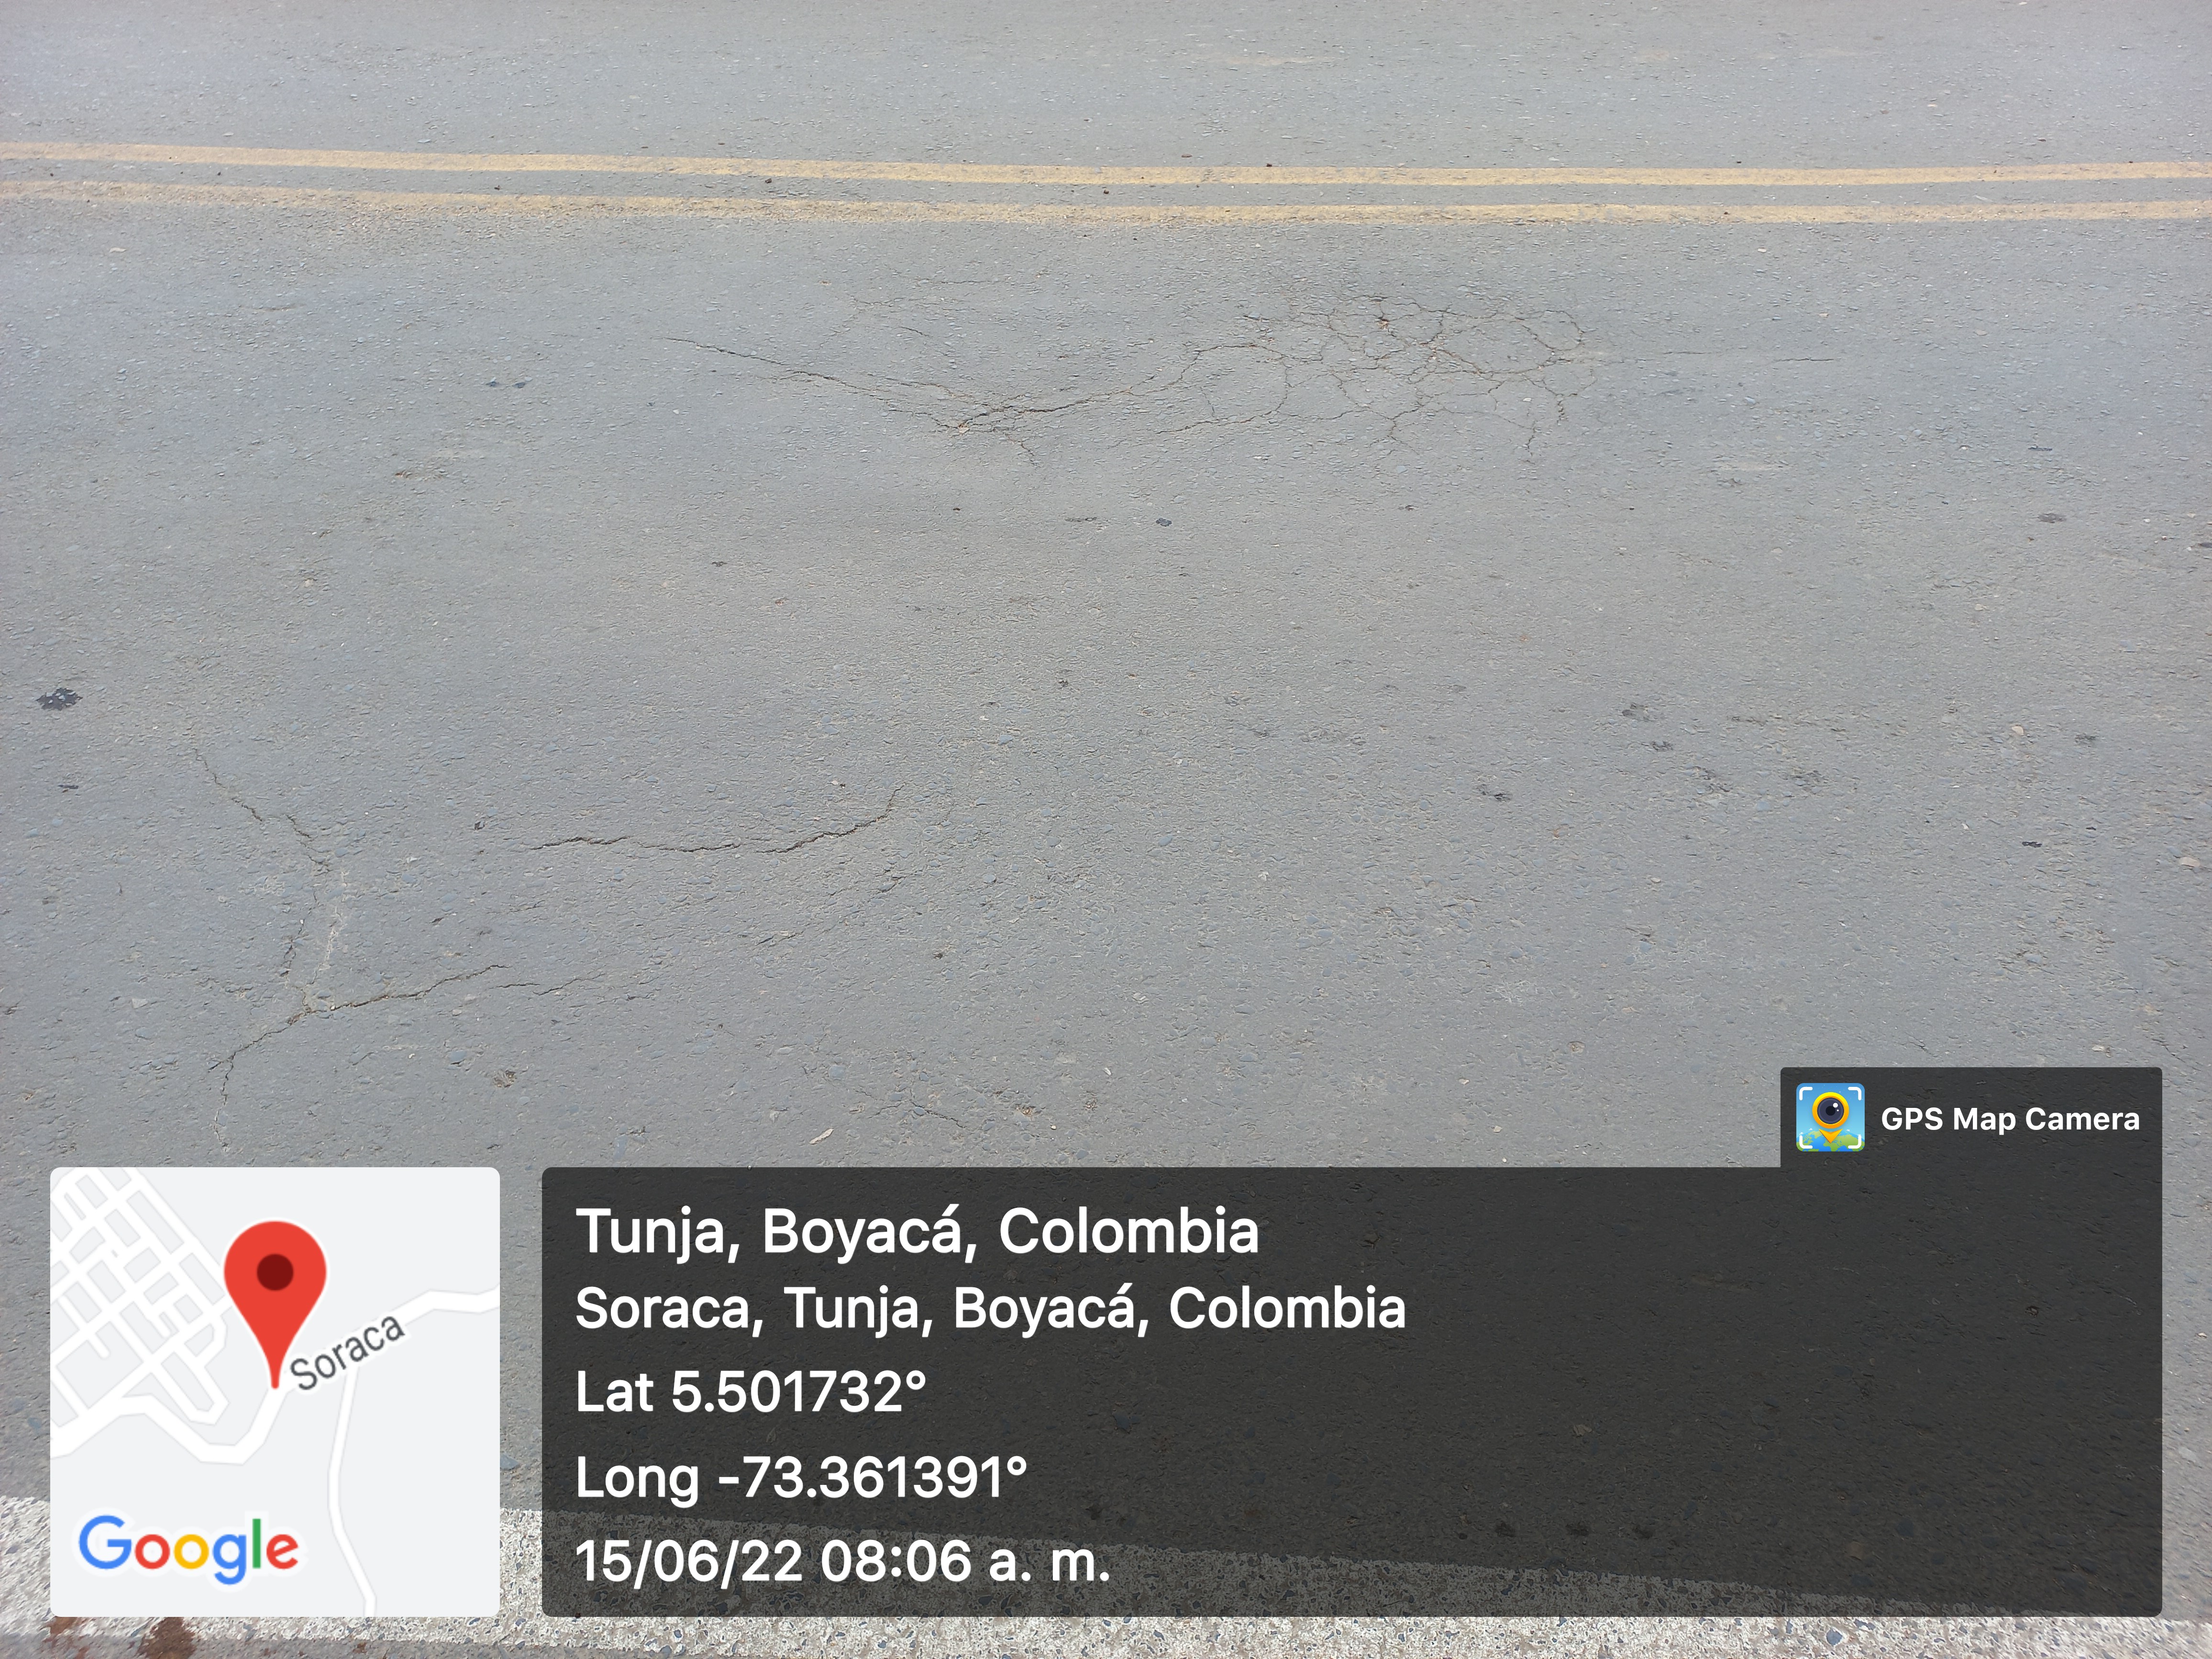 GPS Map Camera
Tunja, Boyacá, Colombia
Soraca, Tunja, Boyacá, Colombia
Lat 5.501732°
Long -73.361391°
15/06/22 08:06 a. m.
Soraca
Google